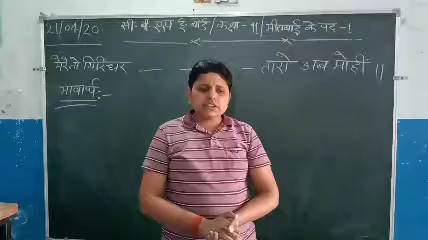 21/04/20 सी.बी.एस.ई.बोर्ड/कक्षा-11/मीराबाई के पद-1
मेरे तो गिरिधर — — — — तारो अब मोही ||
भावार्थ:-